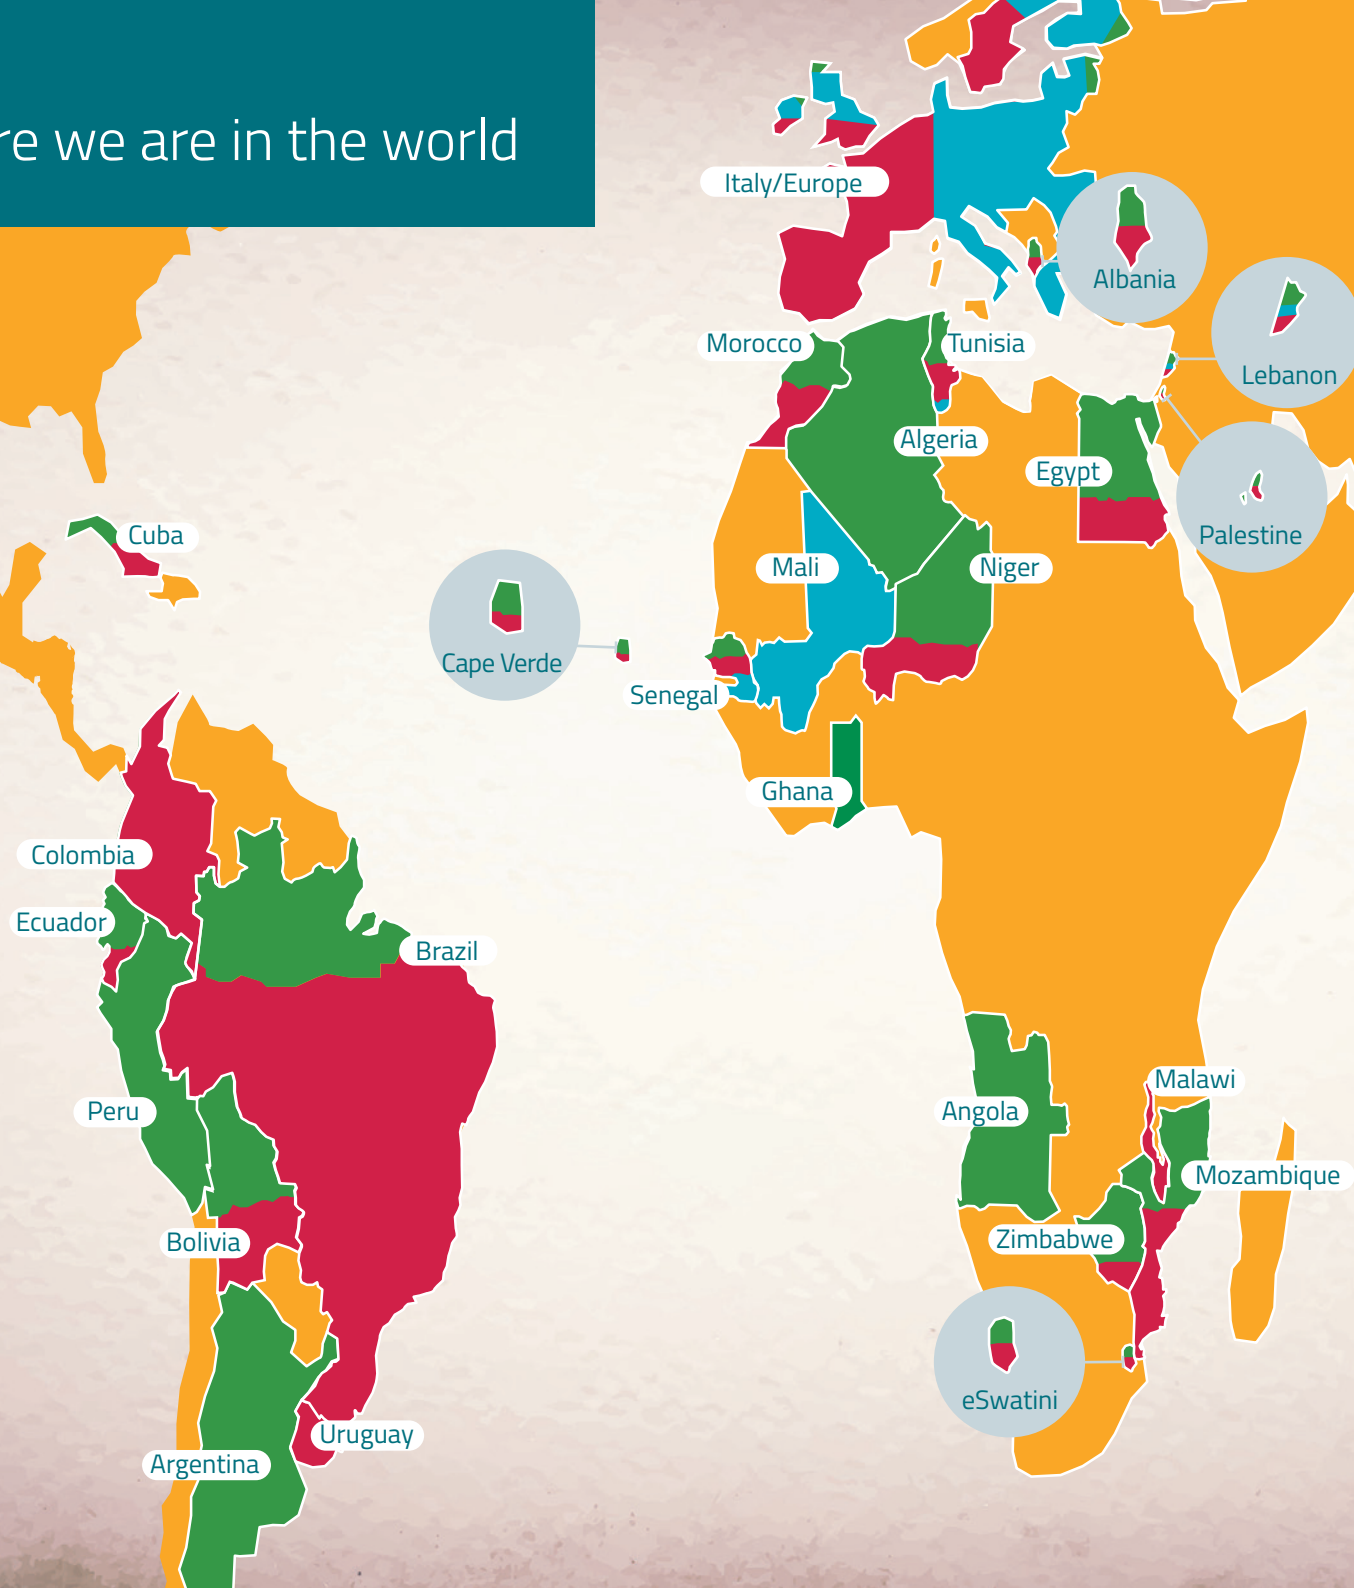 re we are in the world
Italy/Europe
Albania
Lebanon
Morocco
Tunisia
Algeria
Egypt
Palestine
Cuba
Mali
Niger
Cape Verde
Senegal
Ghana
Colombia
Ecuador
Brazil
Malawi
Peru
Angola
Mozambique
Bolivia
Zimbabwe
eSwatini
Uruguay
Argentina